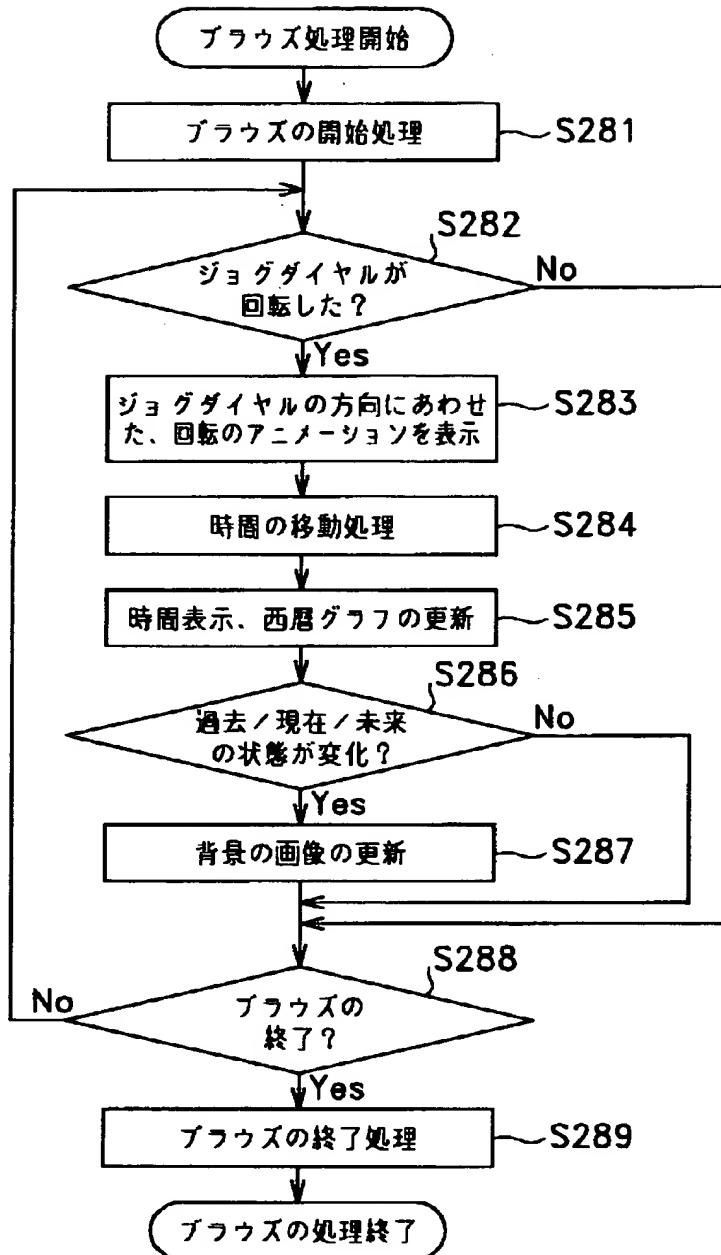 ブラウズ処理開始
ブラウズの開始処理
S281
S282
ジョグダイヤルが
回転した?
No
Yes
ジョグダイヤルの方向にあわせ
た、回転のアニメーションを表示
S283
時間の移動処理
S284
時間表示、西暦グラフの更新
S285
S286
過去/現在/未来
の状態が変化?
No
Yes
背景の画像の更新
S287
S288
No
ブラウズの
終了?
Yes
ブラウズの終了処理
S289
ブラウズの処理終了